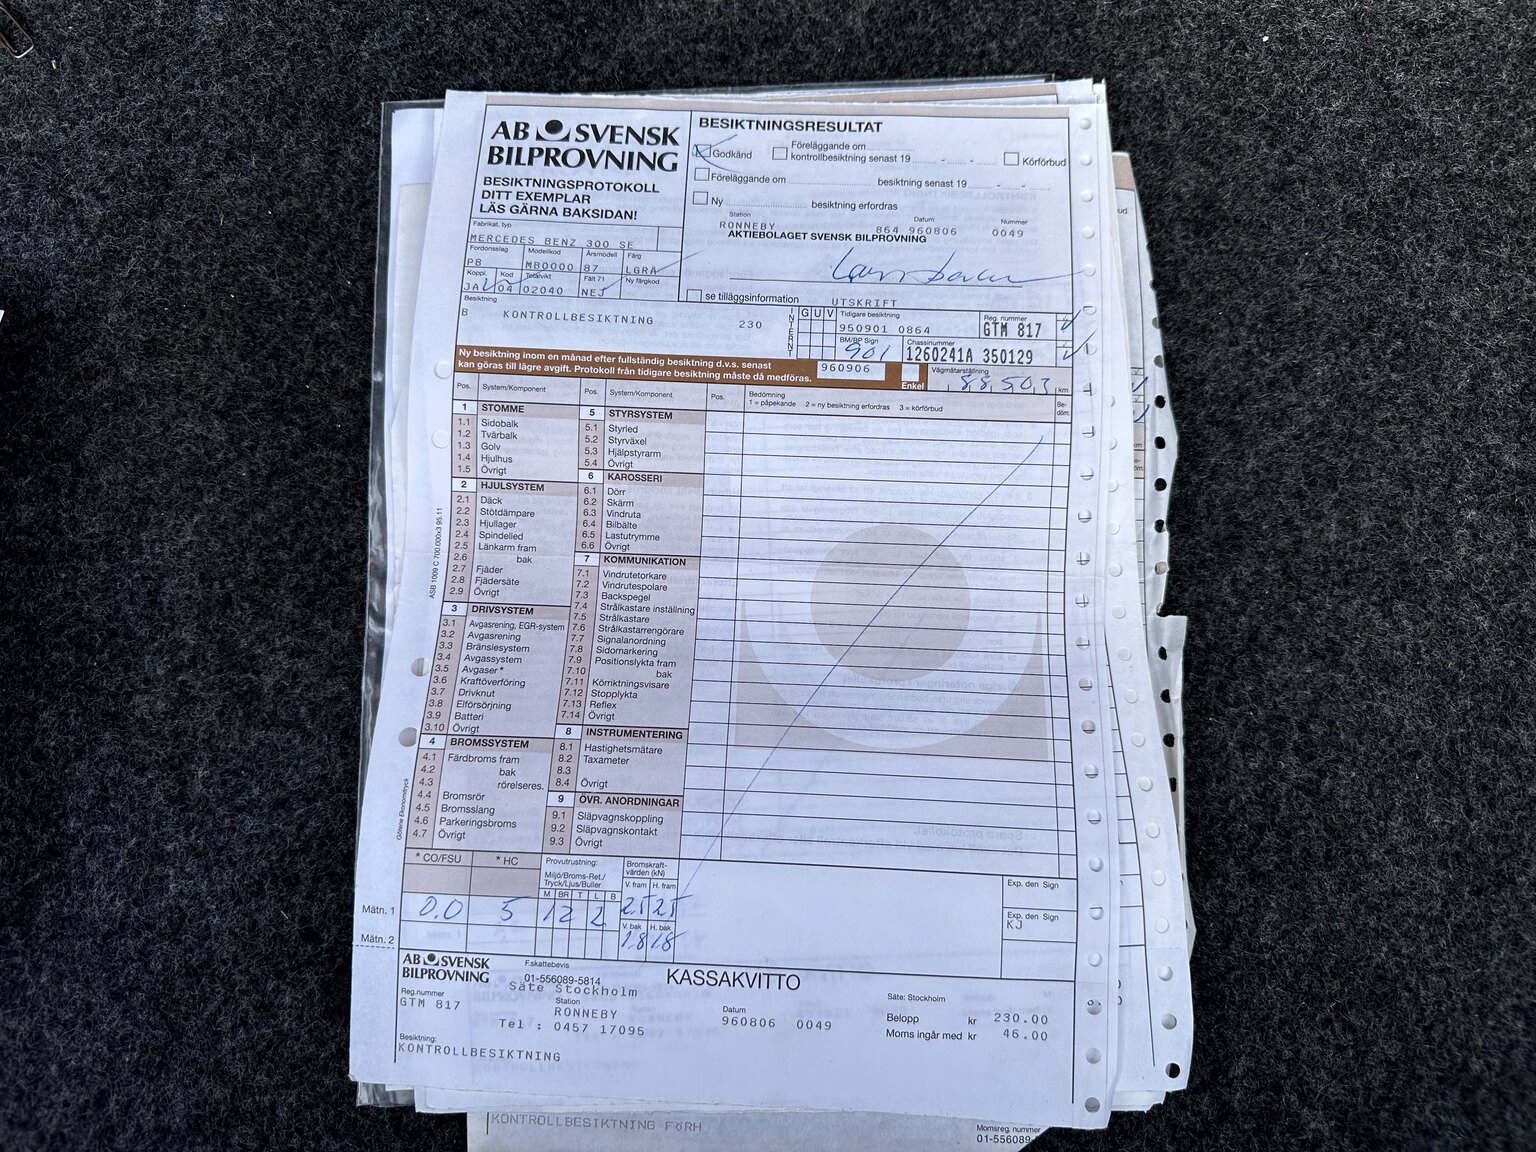 AB SVENSK
BILPROVNING
BESIKTNINGSPROTOKOLL
DITT EXEMPLAR
LÄS GÄRNA BAKSIDAN!
BESIKTNINGSRESULTAT
Godkänd
Föreläggande om
kontrollbesiktning senast 19
Körförbud
Föreläggande om besiktning senast 19
Ny besiktning erfordras
Station Datum Nummer
RONNEBY 864 960806 0049
AKTIEBOLAGET SVENSK BILPROVNING
Fabrikat, typ
MERCEDES BENZ 300 SE
Fordonsslag Modellkod Årsmodell Färg
PB MB0000 87 LGRA
Koppl. Kod Totalvikt Fält 71 Ny färgkod
JA 04 02040 NEJ
se tilläggsinformation UTSKRIFT
Besiktning
B KONTROLLBESIKTNING 230
INTERNT
G U V
Tidigare besiktning Reg. nummer
950901 0864 GTM 817
BM/BP Sign Chassinummer
901 1260241A 350129
Ny besiktning inom en månad efter fullständig besiktning d.v.s. senast
kan göras till lägre avgift. Protokoll från tidigare besiktning måste då medföras.
960906
Enkel
Vägmätarställning
88503 km
Pos. System/Komponent Pos. System/Komponent Pos. Bedömning
1 = påpekande 2 = ny besiktning erfordras 3 = körförbud
Be-
döm.
1 STOMME
1.1 Sidobalk
1.2 Tvärbalk
1.3 Golv
1.4 Hjulhus
1.5 Övrigt
2 HJULSYSTEM
2.1 Däck
2.2 Stötdämpare
2.3 Hjullager
2.4 Spindelled
2.5 Länkarm fram
2.6 bak
2.7 Fjäder
2.8 Fjädersäte
2.9 Övrigt
3 DRIVSYSTEM
3.1 Avgasrening, EGR-system
3.2 Avgasrening
3.3 Bränslesystem
3.4 Avgassystem
3.5 Avgaser*
3.6 Kraftöverföring
3.7 Drivknut
3.8 Elförsörjning
3.9 Batteri
3.10 Övrigt
4 BROMSSYSTEM
4.1 Färdbroms fram
4.2 bak
4.3 rörelseres.
4.4 Bromsrör
4.5 Bromsslang
4.6 Parkeringsbroms
4.7 Övrigt
5 STYRSYSTEM
5.1 Styrled
5.2 Styrväxel
5.3 Hjälpstyrarm
5.4 Övrigt
6 KAROSSERI
6.1 Dörr
6.2 Skärm
6.3 Vindruta
6.4 Bilbälte
6.5 Lastutrymme
6.6 Övrigt
7 KOMMUNIKATION
7.1 Vindrutetorkare
7.2 Vindrutespolare
7.3 Backspegel
7.4 Strålkastare inställning
7.5 Strålkastare
7.6 Strålkastarrengörare
7.7 Signalanordning
7.8 Sidomarkering
7.9 Positionslykta fram
7.10 bak
7.11 Körriktningsvisare
7.12 Stopplykta
7.13 Reflex
7.14 Övrigt
8 INSTRUMENTERING
8.1 Hastighetsmätare
8.2 Taxameter
8.3
8.4 Övrigt
9 ÖVR. ANORDNINGAR
9.1 Släpvagnskoppling
9.2 Släpvagnskontakt
9.3 Övrigt
ASB 1009 C 700.000x3 95.11
Götene Ekonomitryck
* CO/FSU * HC
Provutrustning:
Miljö/Broms-Ret./
Tryck/Ljus/Buller
M BR T L B
Bromskraft-
värden (kN)
V. fram H. fram
Mätn. 1 0.0 5 12 2 25 25
V. bak H. bak
Mätn. 2 18 18
Exp. den Sign
Exp. den Sign
KJ
AB SVENSK
BILPROVNING
F.skattebevis
01-556089-5814
Säte Stockholm
KASSAKVITTO
Säte: Stockholm
Reg.nummer
GTM 817
Station
RONNEBY
Tel : 0457 17095
Datum
960806 0049
Belopp kr 230.00
Moms ingår med kr 46.00
Besiktning:
KONTROLLBESIKTNING
KONTROLLBESIKTNING FÖRH
Momsreg. nummer
01-556089-